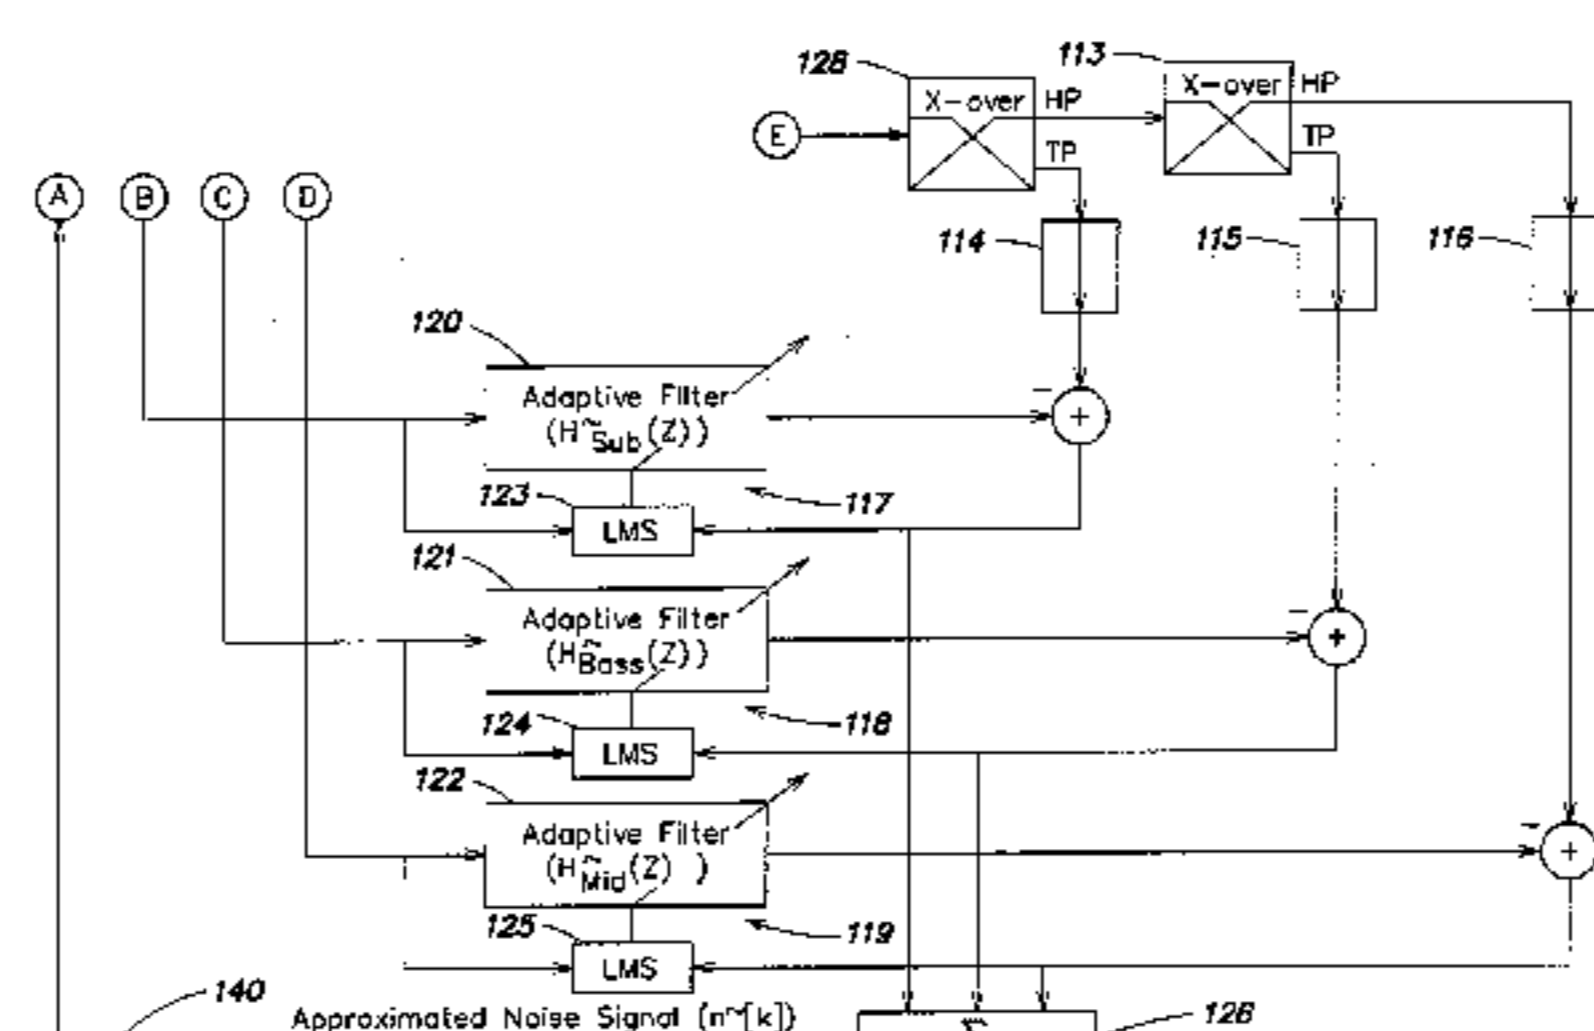 128
113
X-over
HP
X-over
HP
E
TP
TP
A
B
C
D
114
115
116
120
Adaptive Filter
(H~Sub(Z))
−
+
123
117
LMS
121
Adaptive Filter
(H~Bass(Z))
−
+
124
118
LMS
122
Adaptive Filter
(H~Mid(Z) )
−
+
125
119
LMS
140
Approximated Noise Signal (n~[k])
Σ
126